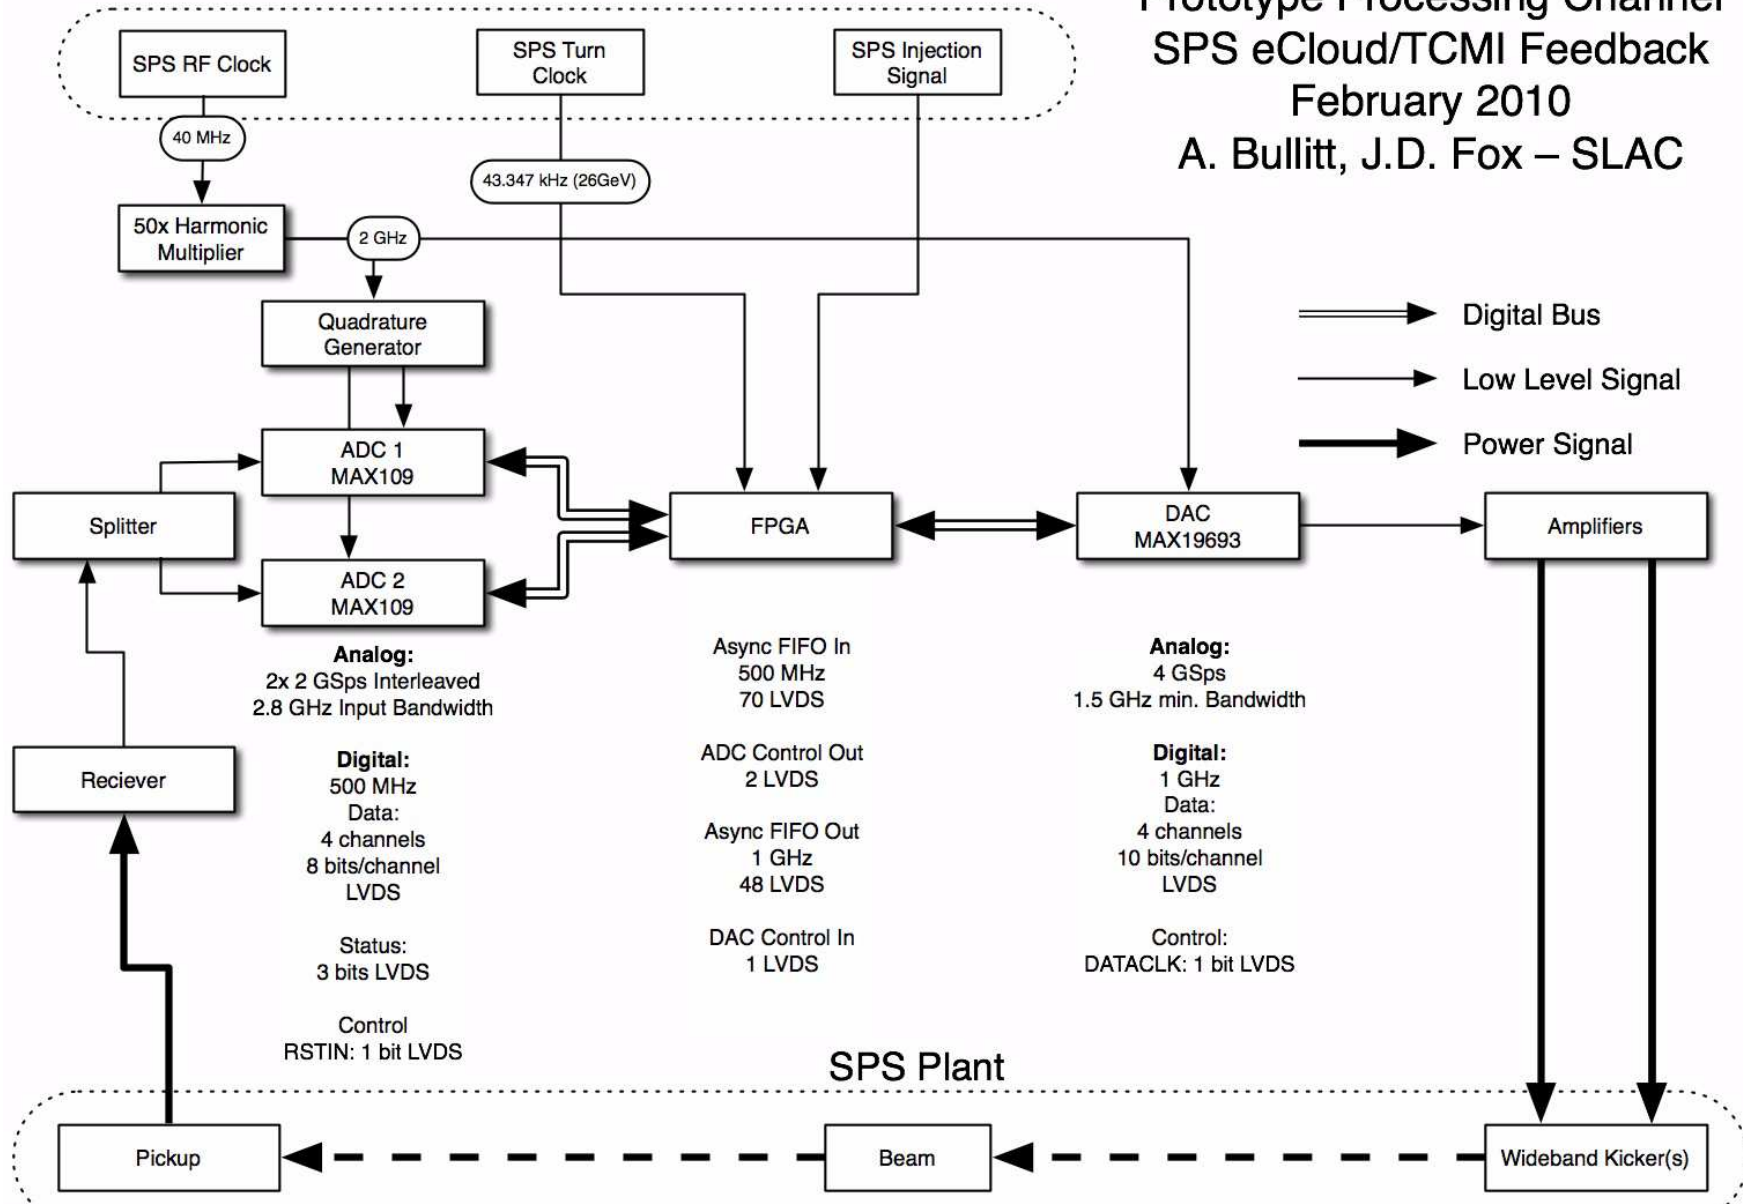 Prototype Processing Channel
SPS eCloud/TCMI Feedback
February 2010
A. Bullitt, J.D. Fox – SLAC
SPS RF Clock
SPS Turn
Clock
SPS Injection
Signal
40 MHz
43.347 kHz (26GeV)
50x Harmonic
Multiplier
2 GHz
Quadrature
Generator
Digital Bus
Low Level Signal
Power Signal
ADC 1
MAX109
Splitter
FPGA
DAC
MAX19693
Amplifiers
ADC 2
MAX109
Analog:
2x 2 GSps Interleaved
2.8 GHz Input Bandwidth
Digital:
500 MHz
Data:
4 channels
8 bits/channel
LVDS
Status:
3 bits LVDS
Control
RSTIN: 1 bit LVDS
Async FIFO In
500 MHz
70 LVDS
ADC Control Out
2 LVDS
Async FIFO Out
1 GHz
48 LVDS
DAC Control In
1 LVDS
Analog:
4 GSps
1.5 GHz min. Bandwidth
Digital:
1 GHz
Data:
4 channels
10 bits/channel
LVDS
Control:
DATACLK: 1 bit LVDS
Reciever
SPS Plant
Pickup
Beam
Wideband Kicker(s)